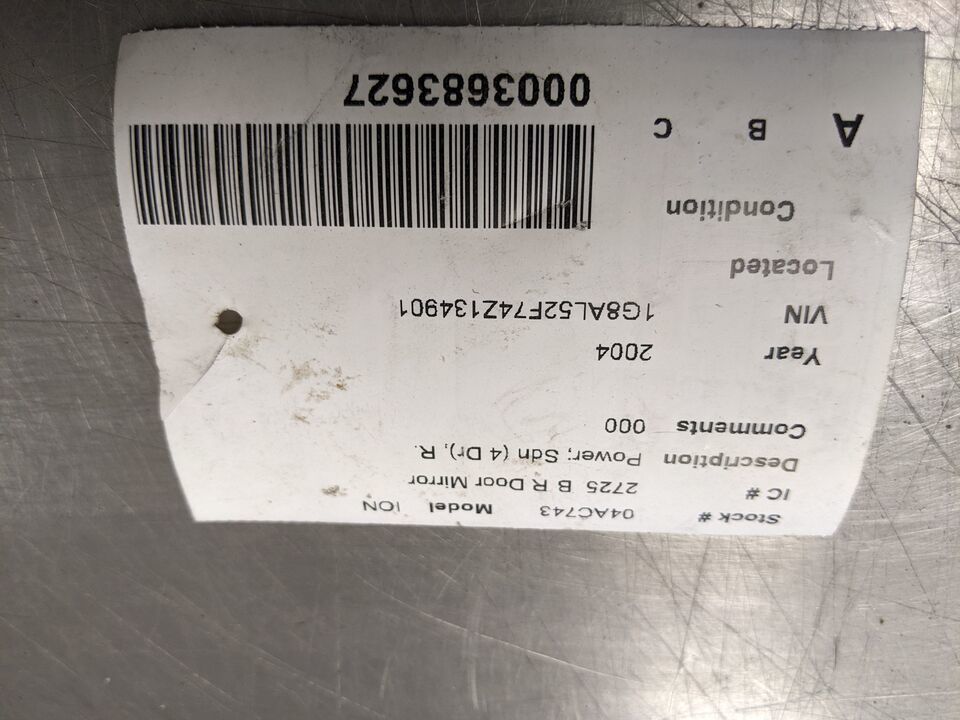 Stock # 04AC743 Model ION
IC # 2725 B R Door Mirror
Description Power; Sdn (4 Dr), R.
Comments 000
Year 2004
VIN 1G8AL52F74Z134901
Located
Condition
A B C
0003683627